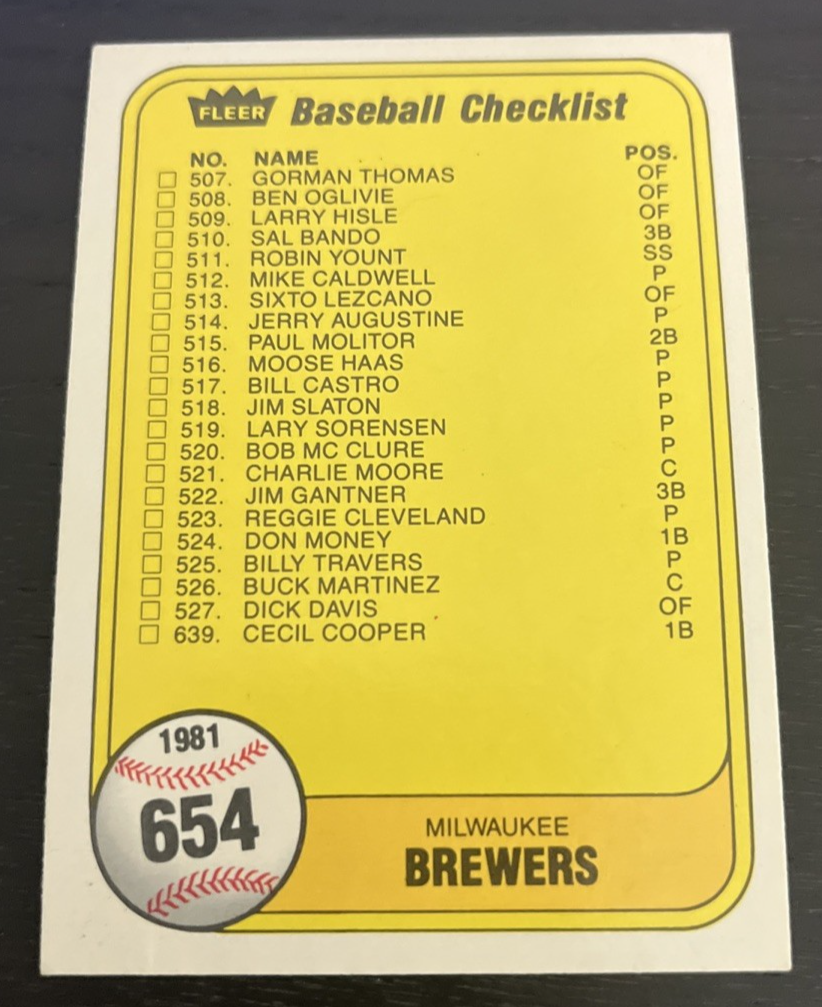 FLEER Baseball Checklist
NO. NAME POS.
507. GORMAN THOMAS OF
508. BEN OGLIVIE OF
509. LARRY HISLE OF
510. SAL BANDO 3B
511. ROBIN YOUNT SS
512. MIKE CALDWELL P
513. SIXTO LEZCANO OF
514. JERRY AUGUSTINE P
515. PAUL MOLITOR 2B
516. MOOSE HAAS P
517. BILL CASTRO P
518. JIM SLATON P
519. LARY SORENSEN P
520. BOB MC CLURE P
521. CHARLIE MOORE C
522. JIM GANTNER 3B
523. REGGIE CLEVELAND P
524. DON MONEY 1B
525. BILLY TRAVERS P
526. BUCK MARTINEZ C
527. DICK DAVIS OF
639. CECIL COOPER 1B
1981
654
MILWAUKEE
BREWERS